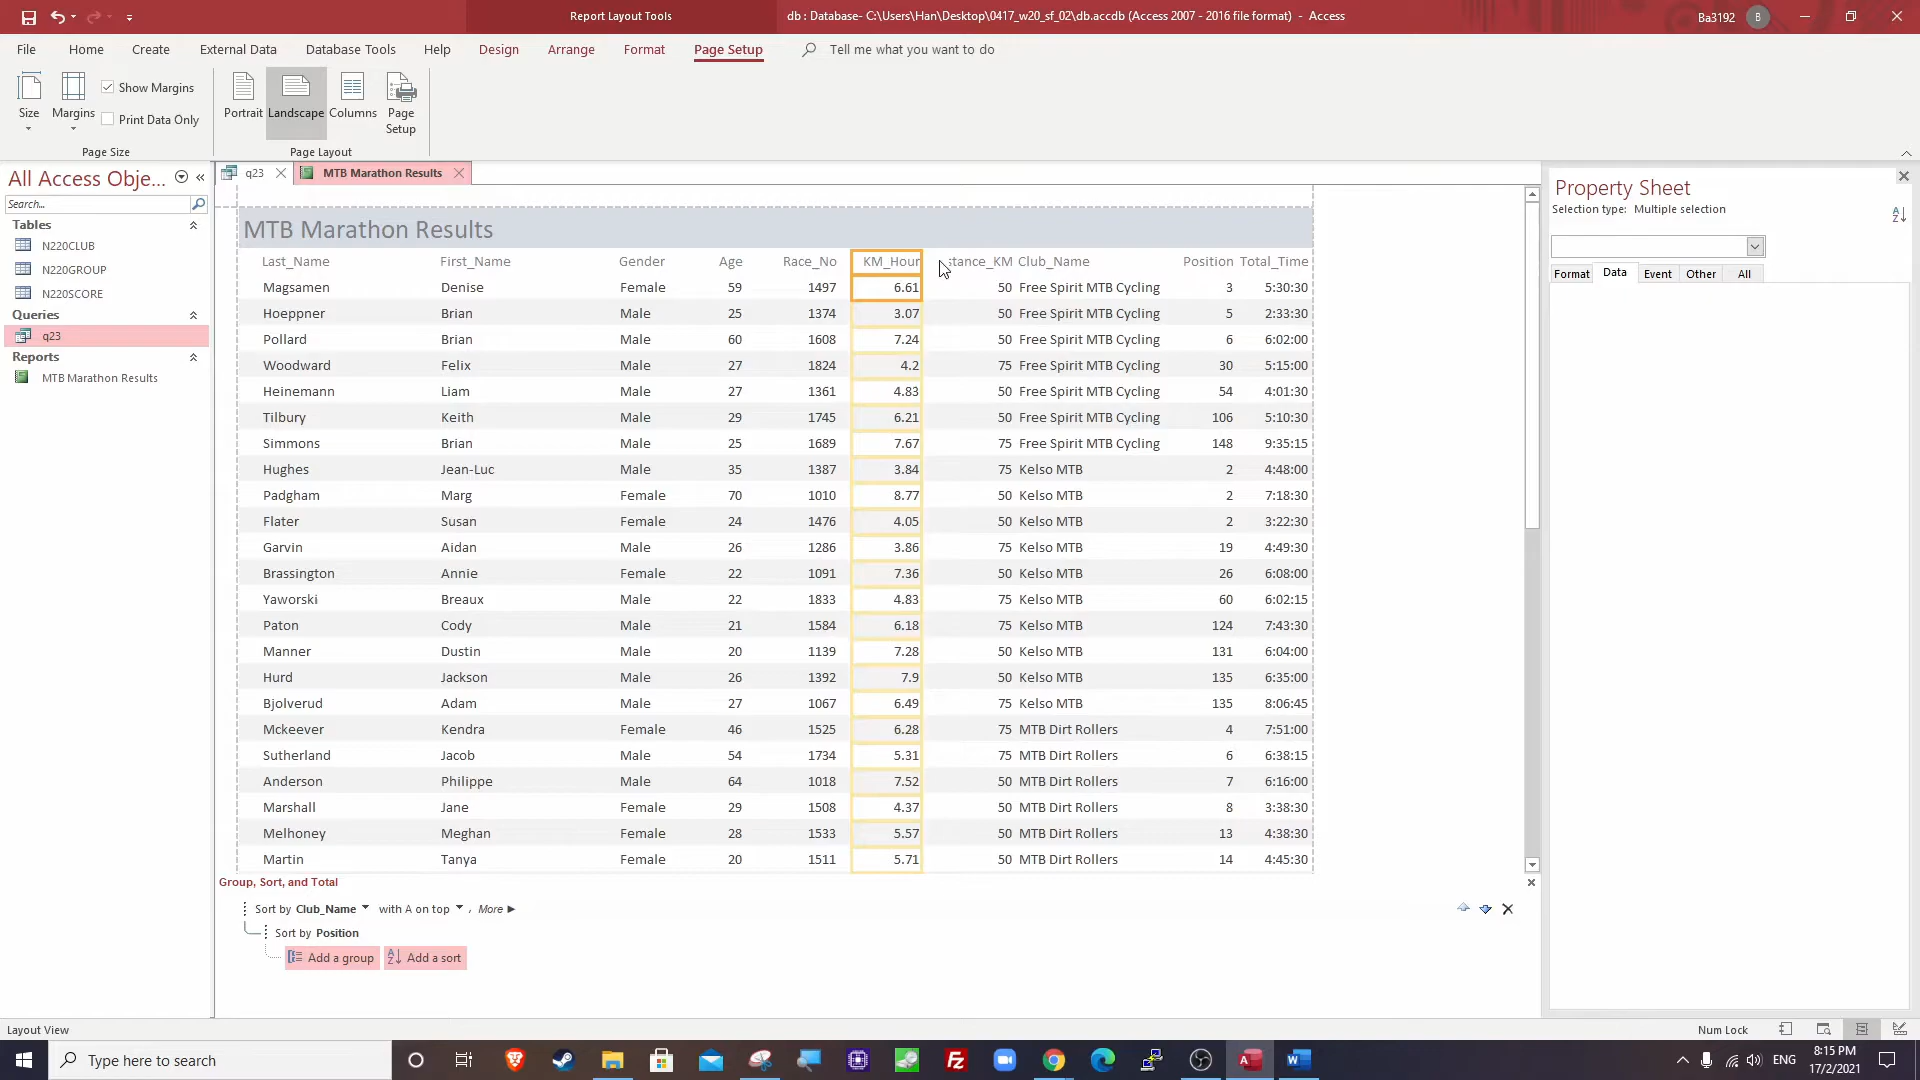 Report Layout Tools
db : Database- C:\Users\Han\Desktop\0417_w20_sf_02\db.accdb (Access 2007 - 2016 file format) - Access
Ba3192
B
File Home Create External Data Database Tools Help Design Arrange Format Page Setup Tell me what you want to do
Size Margins Show Margins Print Data Only Portrait Landscape Columns Page Setup
Page Size Page Layout
All Access Obje...
Search...
Tables
N220CLUB
N220GROUP
N220SCORE
Queries
q23
Reports
MTB Marathon Results
q23 MTB Marathon Results
MTB Marathon Results
Last_Name First_Name Gender Age Race_No KM_Hour stance_KM Club_Name Position Total_Time
Magsamen Denise Female 59 1497 6.61 50 Free Spirit MTB Cycling 3 5:30:30
Hoeppner Brian Male 25 1374 3.07 50 Free Spirit MTB Cycling 5 2:33:30
Pollard Brian Male 60 1608 7.24 50 Free Spirit MTB Cycling 6 6:02:00
Woodward Felix Male 27 1824 4.2 75 Free Spirit MTB Cycling 30 5:15:00
Heinemann Liam Male 27 1361 4.83 50 Free Spirit MTB Cycling 54 4:01:30
Tilbury Keith Male 29 1745 6.21 50 Free Spirit MTB Cycling 106 5:10:30
Simmons Brian Male 25 1689 7.67 75 Free Spirit MTB Cycling 148 9:35:15
Hughes Jean-Luc Male 35 1387 3.84 75 Kelso MTB 2 4:48:00
Padgham Marg Female 70 1010 8.77 50 Kelso MTB 2 7:18:30
Flater Susan Female 24 1476 4.05 50 Kelso MTB 2 3:22:30
Garvin Aidan Male 26 1286 3.86 75 Kelso MTB 19 4:49:30
Brassington Annie Female 22 1091 7.36 50 Kelso MTB 26 6:08:00
Yaworski Breaux Male 22 1833 4.83 75 Kelso MTB 60 6:02:15
Paton Cody Male 21 1584 6.18 75 Kelso MTB 124 7:43:30
Manner Dustin Male 20 1139 7.28 50 Kelso MTB 131 6:04:00
Hurd Jackson Male 26 1392 7.9 50 Kelso MTB 135 6:35:00
Bjolverud Adam Male 27 1067 6.49 75 Kelso MTB 135 8:06:45
Mckeever Kendra Female 46 1525 6.28 75 MTB Dirt Rollers 4 7:51:00
Sutherland Jacob Male 54 1734 5.31 75 MTB Dirt Rollers 6 6:38:15
Anderson Philippe Male 64 1018 7.52 50 MTB Dirt Rollers 7 6:16:00
Marshall Jane Female 29 1508 4.37 50 MTB Dirt Rollers 8 3:38:30
Melhoney Meghan Female 28 1533 5.57 50 MTB Dirt Rollers 13 4:38:30
Martin Tanya Female 20 1511 5.71 50 MTB Dirt Rollers 14 4:45:30
Group, Sort, and Total
Sort by Club_Name with A on top , More
Sort by Position
Add a group Add a sort
Property Sheet
Selection type: Multiple selection
Format Data Event Other All
Layout View
Num Lock
Type here to search
ENG
8:15 PM
17/2/2021